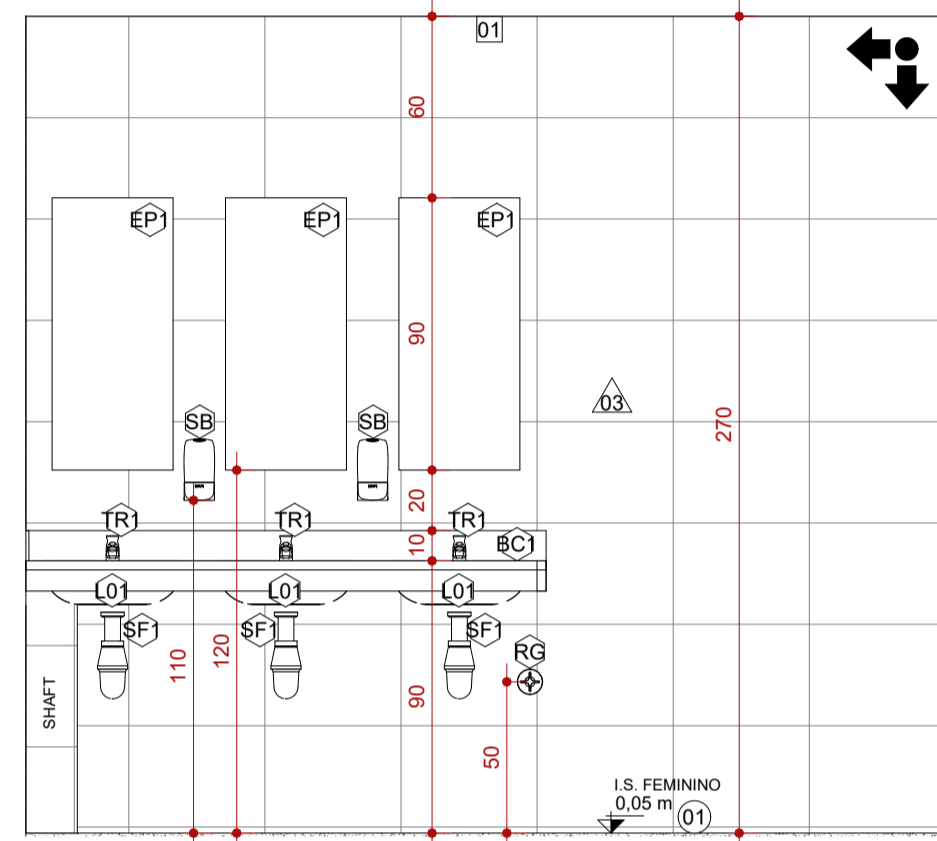 01
60
EP1 EP1 EP1
90
03
SB SB
270
20
TR1 TR1 TR1
10 BC1
L01 L01 L01
SF1 SF1 SF1
120
110
RG
90
SHAFT
50
I.S. FEMININO
0,05 m
01